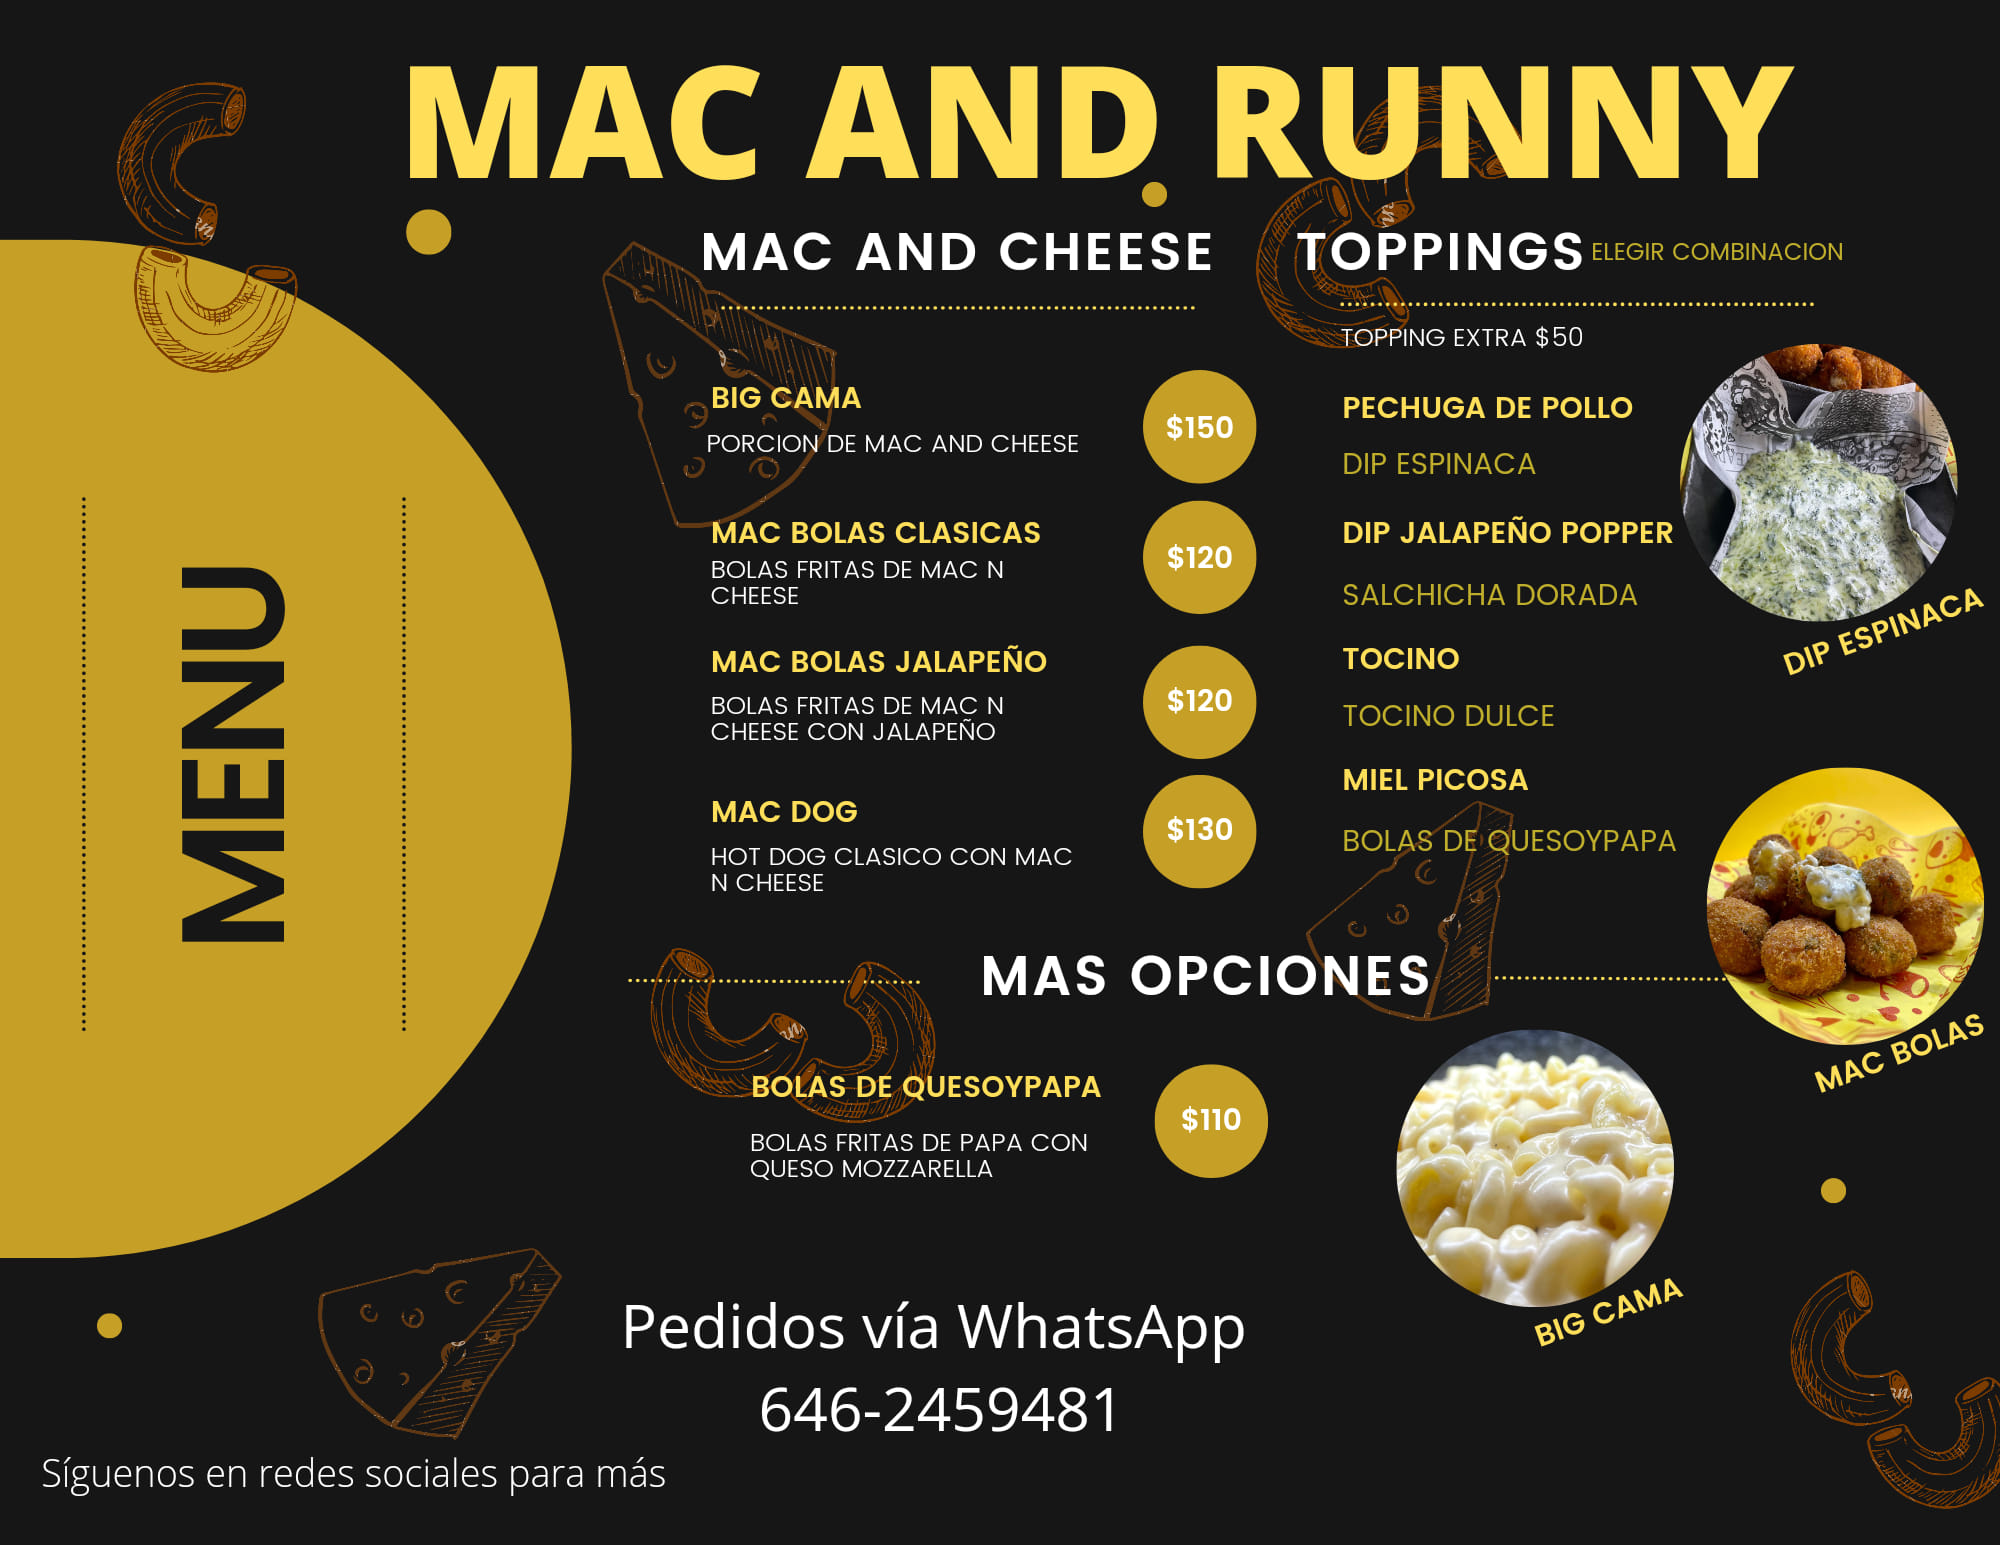 MAC AND RUNNY
MENU
MAC AND CHEESE
BIG CAMA
$150
PORCION DE MAC AND CHEESE
MAC BOLAS CLASICAS
$120
BOLAS FRITAS DE MAC N
CHEESE
MAC BOLAS JALAPEÑO
$120
BOLAS FRITAS DE MAC N
CHEESE CON JALAPEÑO
MAC DOG
$130
HOT DOG CLASICO CON MAC
N CHEESE
TOPPINGS ELEGIR COMBINACION
TOPPING EXTRA $50
PECHUGA DE POLLO
DIP ESPINACA
DIP JALAPEÑO POPPER
SALCHICHA DORADA
TOCINO
TOCINO DULCE
MIEL PICOSA
BOLAS DE QUESOYPAPA
DIP ESPINACA
MAC BOLAS
MAS OPCIONES
BOLAS DE QUESOYPAPA
$110
BOLAS FRITAS DE PAPA CON
QUESO MOZZARELLA
BIG CAMA
Pedidos vía WhatsApp
646-2459481
Síguenos en redes sociales para más